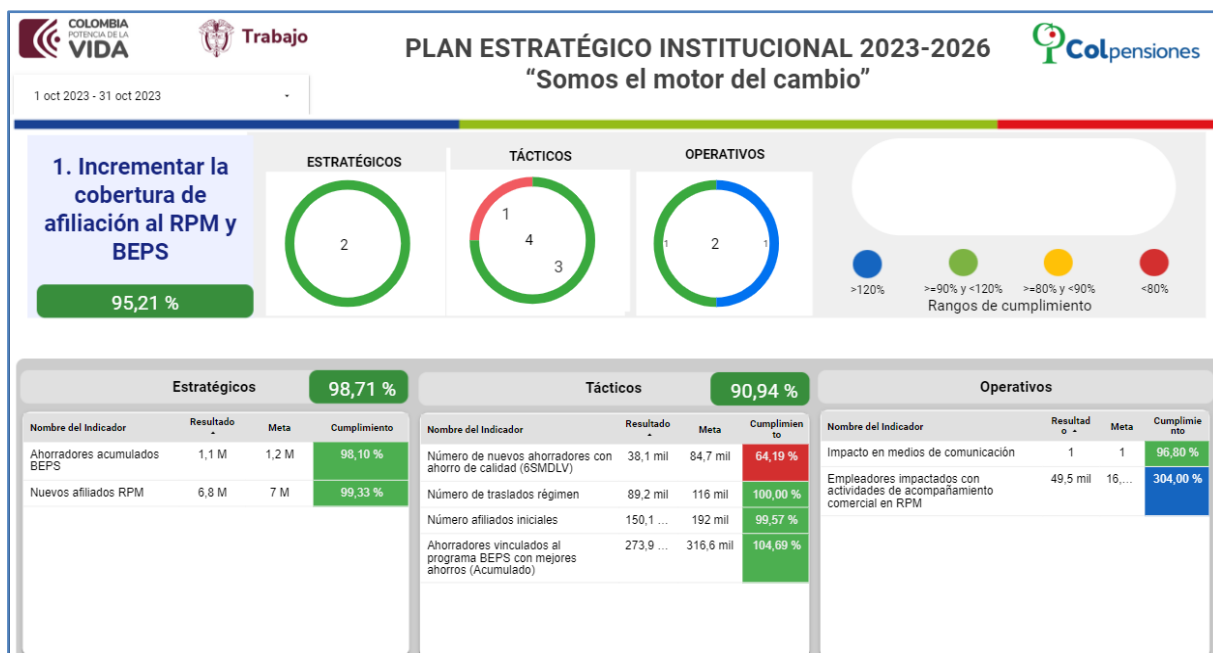 COLOMBIA
POTENCIA DE LA
VIDA
Trabajo
PLAN ESTRATÉGICO INSTITUCIONAL 2023-2026
“Somos el motor del cambio”
Colpensiones
1 oct 2023 - 31 oct 2023
1. Incrementar la
cobertura de
afiliación al RPM y
BEPS
95,21 %
ESTRATÉGICOS
2
TÁCTICOS
1
4
3
OPERATIVOS
1
2
1
>120%
>=90% y <120%
>=80% y <90%
<80%
Rangos de cumplimiento
Estratégicos
98,71 %
Nombre del Indicador
Resultado
Meta
Cumplimiento
Ahorradores acumulados
BEPS
1,1 M
1,2 M
98,10 %
Nuevos afiliados RPM
6,8 M
7 M
99,33 %
Tácticos
90,94 %
Nombre del Indicador
Resultado
Meta
Cumplimien
to
Número de nuevos ahorradores con
ahorro de calidad (6SMDLV)
38,1 mil
84,7 mil
64,19 %
Número de traslados régimen
89,2 mil
116 mil
100,00 %
Número afiliados iniciales
150,1 ...
192 mil
99,57 %
Ahorradores vinculados al
programa BEPS con mejores
ahorros (Acumulado)
273,9 ...
316,6 mil
104,69 %
Operativos
Nombre del Indicador
Resultad
o
Meta
Cumplimie
nto
Impacto en medios de comunicación
1
1
96,80 %
Empleadores impactados con
actividades de acompañamiento
comercial en RPM
49,5 mil
16,...
304,00 %